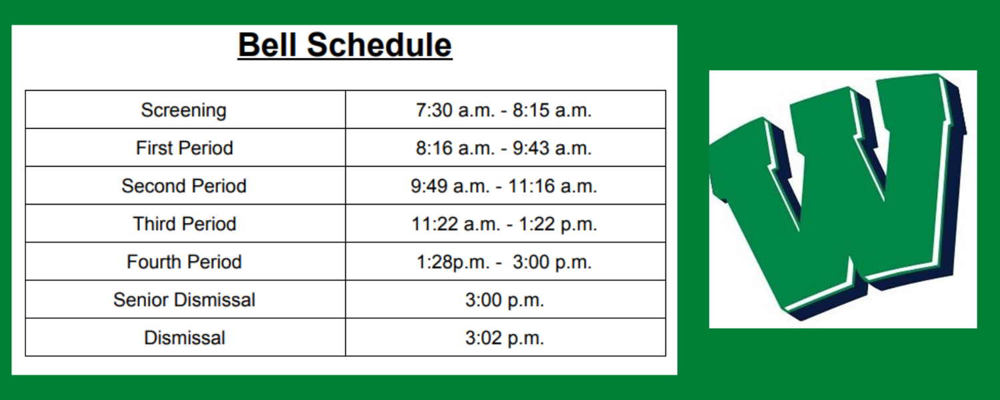 Bell Schedule
Screening 7:30 a.m. - 8:15 a.m.
First Period 8:16 a.m. - 9:43 a.m.
Second Period 9:49 a.m. - 11:16 a.m.
Third Period 11:22 a.m. - 1:22 p.m.
Fourth Period 1:28p.m. - 3:00 p.m.
Senior Dismissal 3:00 p.m.
Dismissal 3:02 p.m.
W